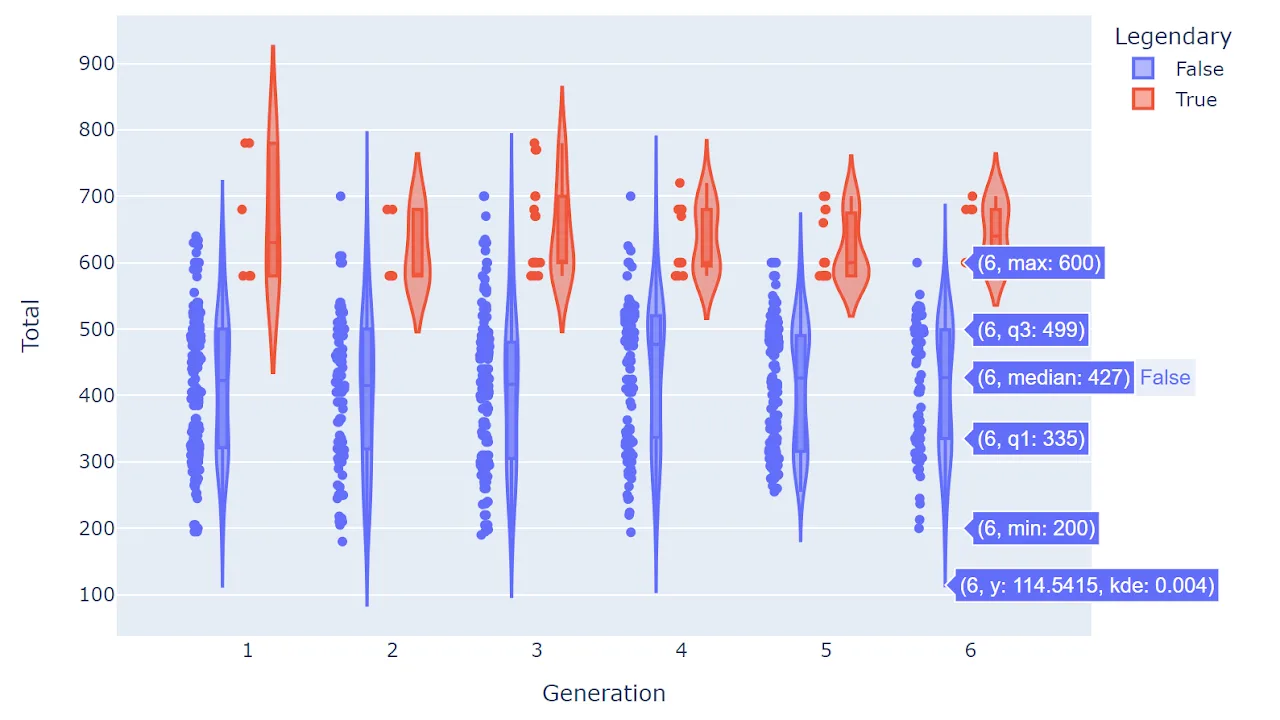 Legendary
False
True
900
800
700
600
500
400
300
200
100
Total
(6, max: 600)
(6, q3: 499)
(6, median: 427) False
(6, q1: 335)
(6, min: 200)
(6, y: 114.5415, kde: 0.004)
1 2 3 4 5 6
Generation